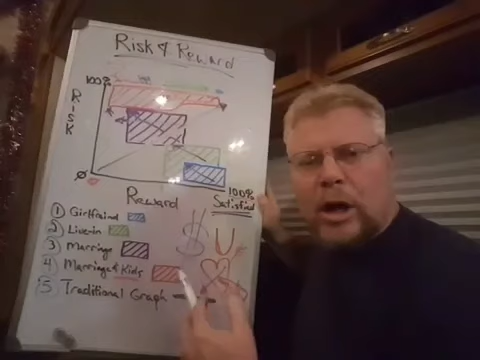 Risk & Reward
100%
RISK
0
Reward
100%
Satisfied
① Girlfriend
② Live-in
③ Marriage
④ Marriage & Kids
⑤ Traditional Graph
$ U